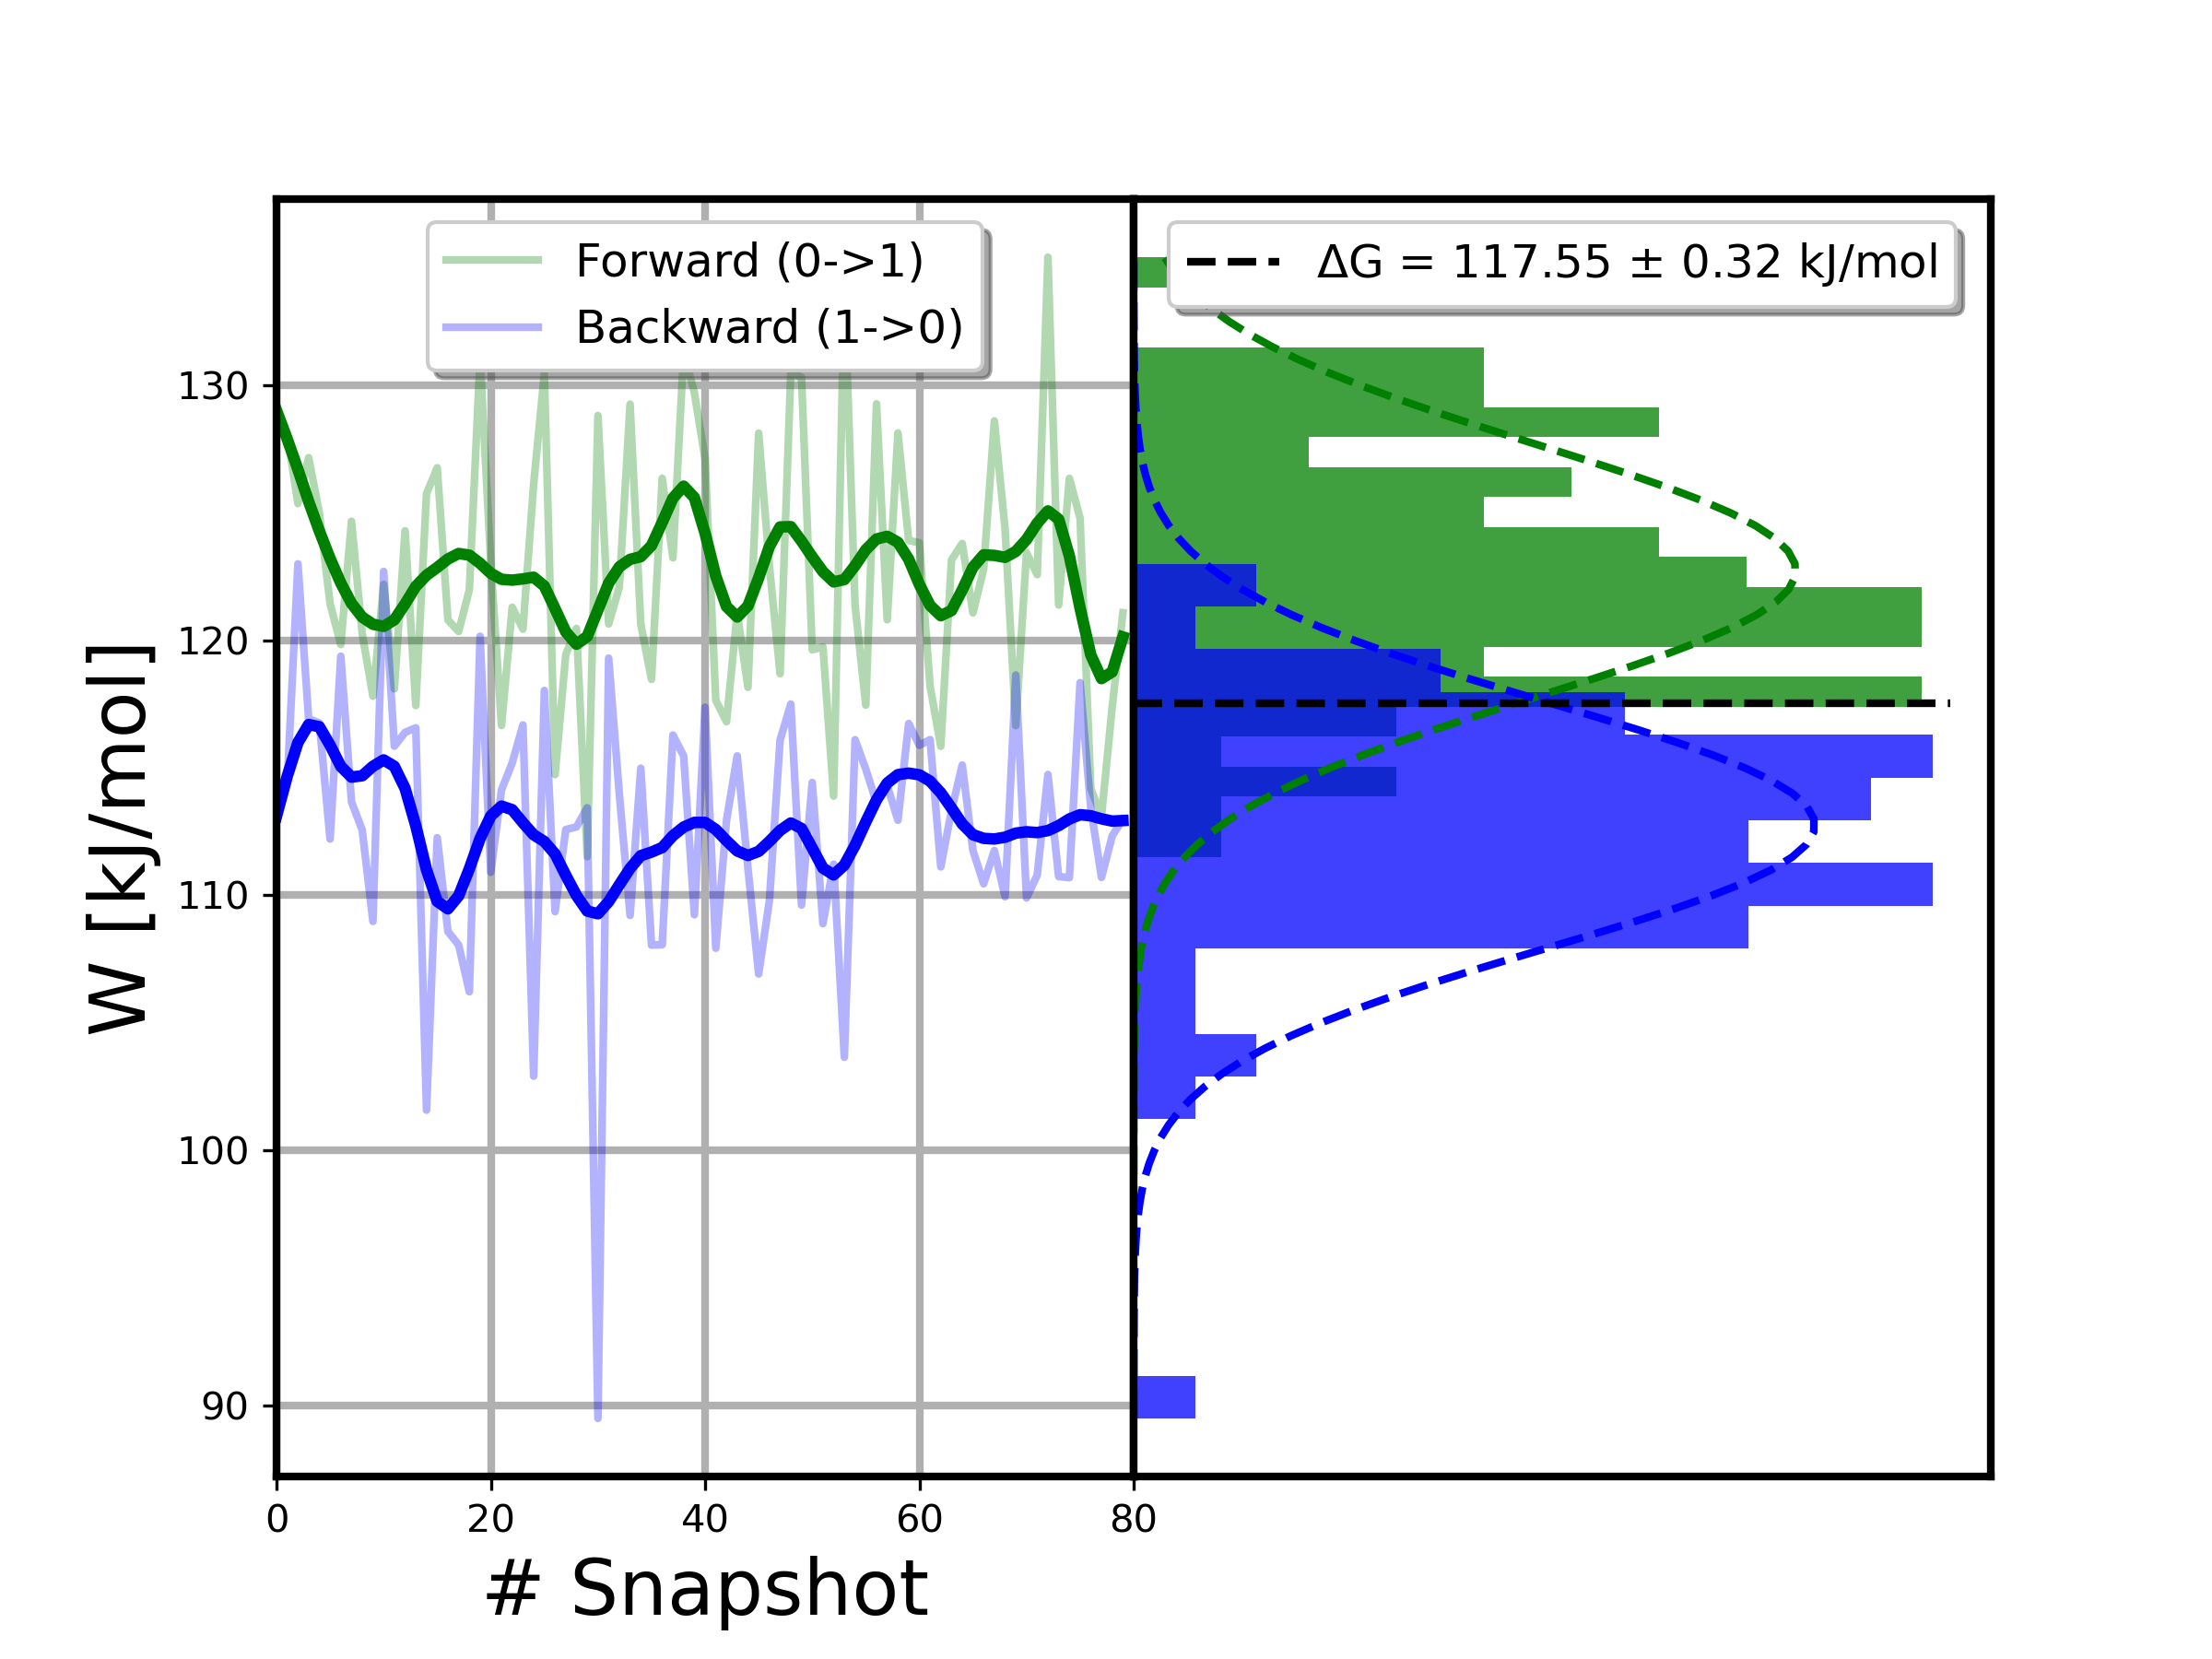 Forward (0->1)
Backward (1->0)
ΔG = 117.55 ± 0.32 kJ/mol
W [kJ/mol]
130
120
110
100
90
0 20 40 60 80
# Snapshot